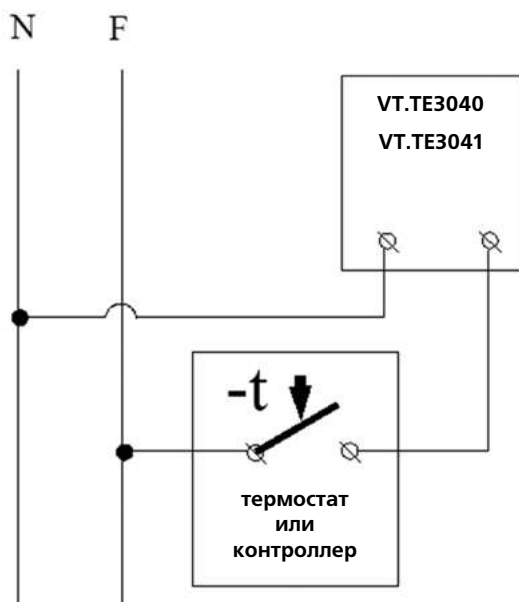 N F
VT.TE3040
VT.TE3041
-t
термостат
или
контроллер